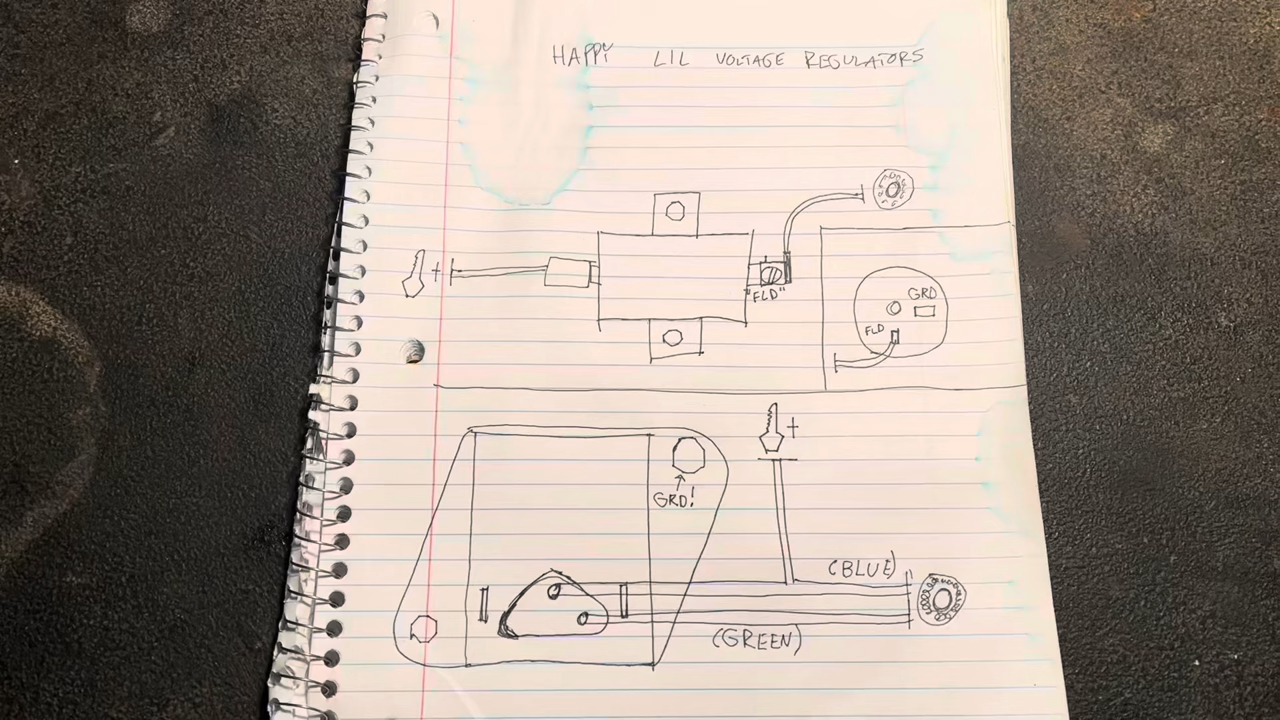 HAPPY LIL VOLTAGE REGULATORS
+
"FLD"
GRD
FLD
+
GRD!
(BLUE)
(GREEN)